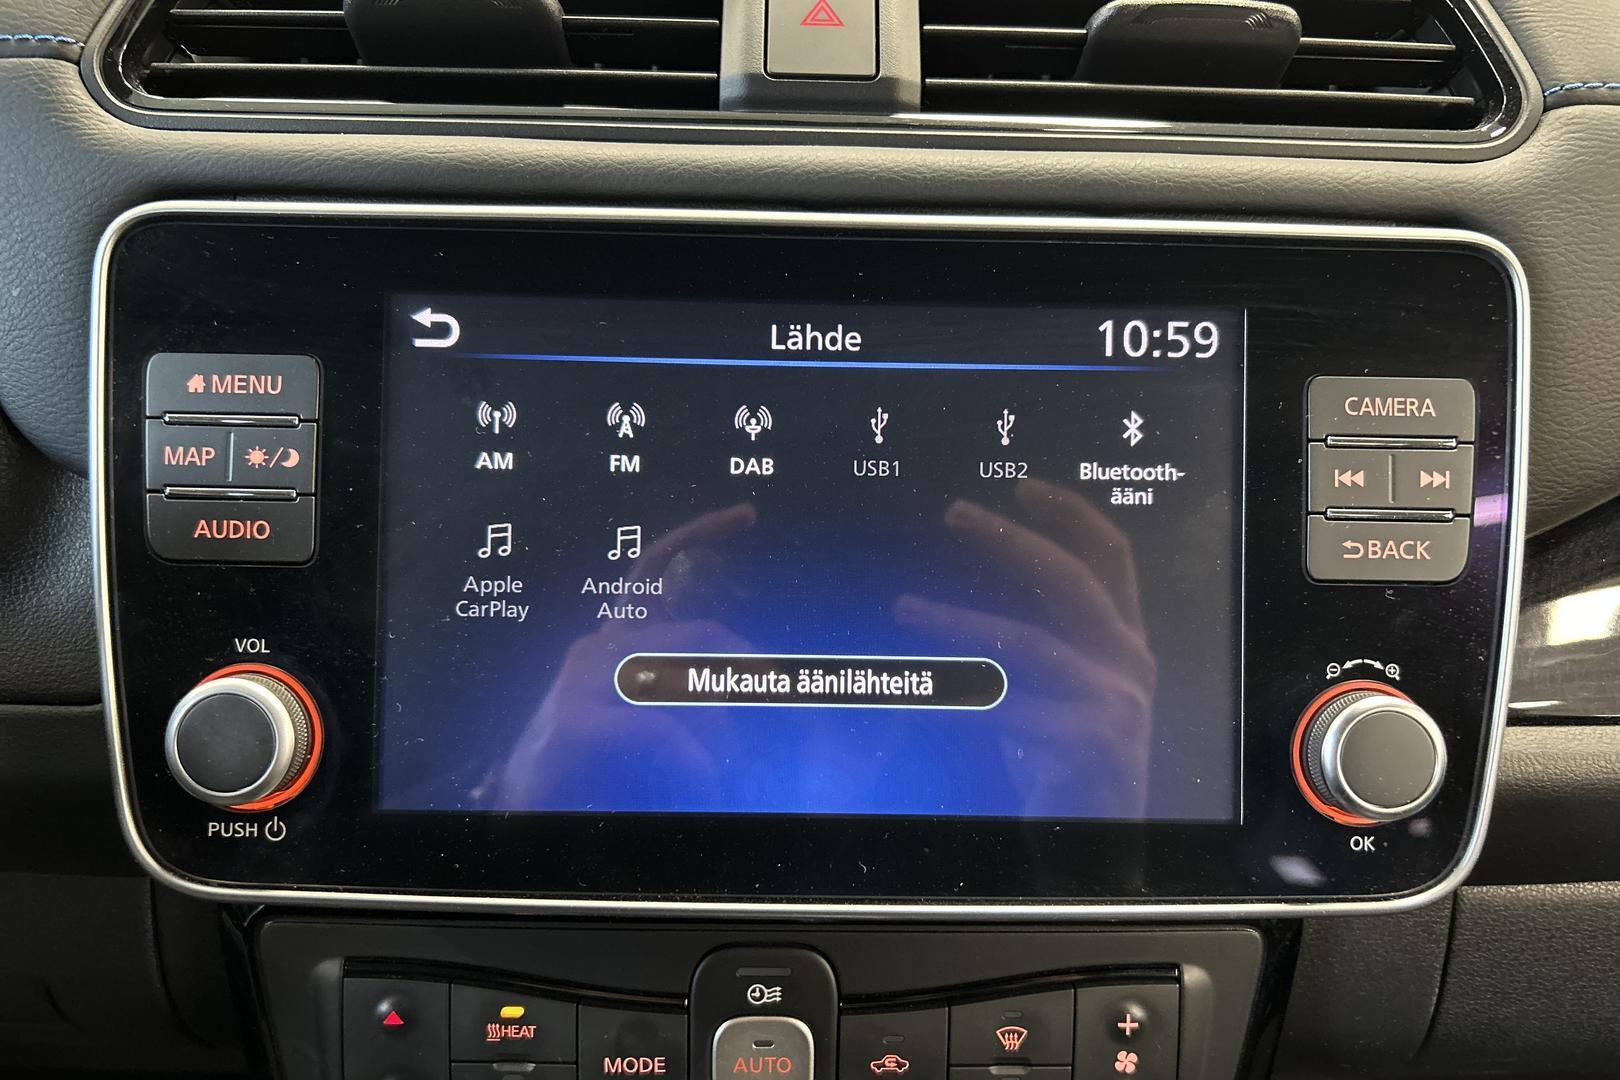 Lähde
10:59
MENU
MAP
AUDIO
AM
FM
DAB
USB1
USB2
Bluetooth-
ääni
Apple
CarPlay
Android
Auto
Mukauta äänilähteitä
CAMERA
BACK
VOL
PUSH
OK
HEAT
MODE
AUTO